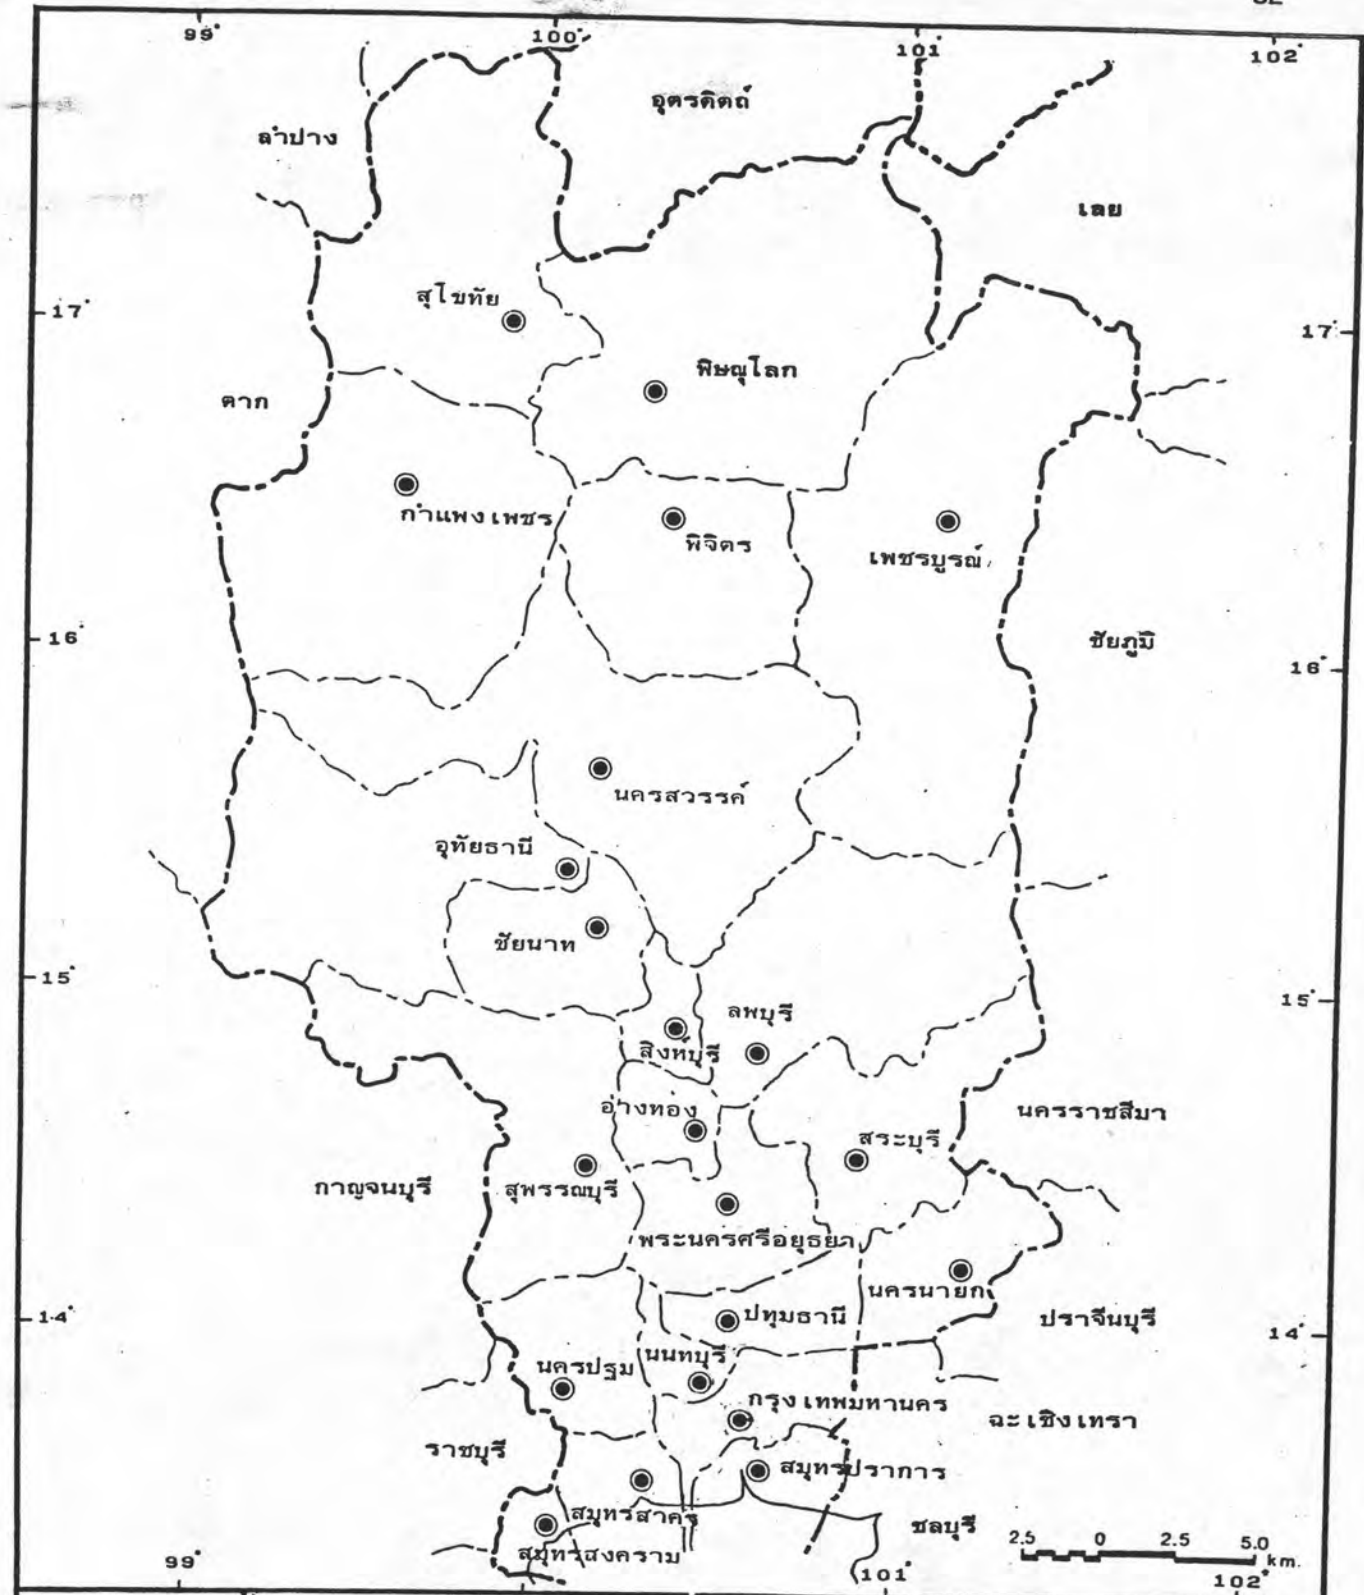 99°
100°
101°
102°
อุตรดิตถ์
ลำปาง
เลย
สุโขทัย
17°
17°
พิษณุโลก
ตาก
กำแพงเพชร
พิจิตร
เพชรบูรณ์
16°
ชัยภูมิ
16°
นครสวรรค์
อุทัยธานี
ชัยนาท
15°
15°
ลพบุรี
สิงห์บุรี
อ่างทอง
นครราชสีมา
สระบุรี
กาญจนบุรี
สุพรรณบุรี
พระนครศรีอยุธยา
นครนายก
14°
ปทุมธานี
ปราจีนบุรี
14°
นนทบุรี
นครปฐม
กรุงเทพมหานคร
ฉะเชิงเทรา
ราชบุรี
สมุทรปราการ
สมุทรสาคร
ชลบุรี
2.5 0 2.5 5.0
km.
สมุทรสงคราม
99°
101°
102°